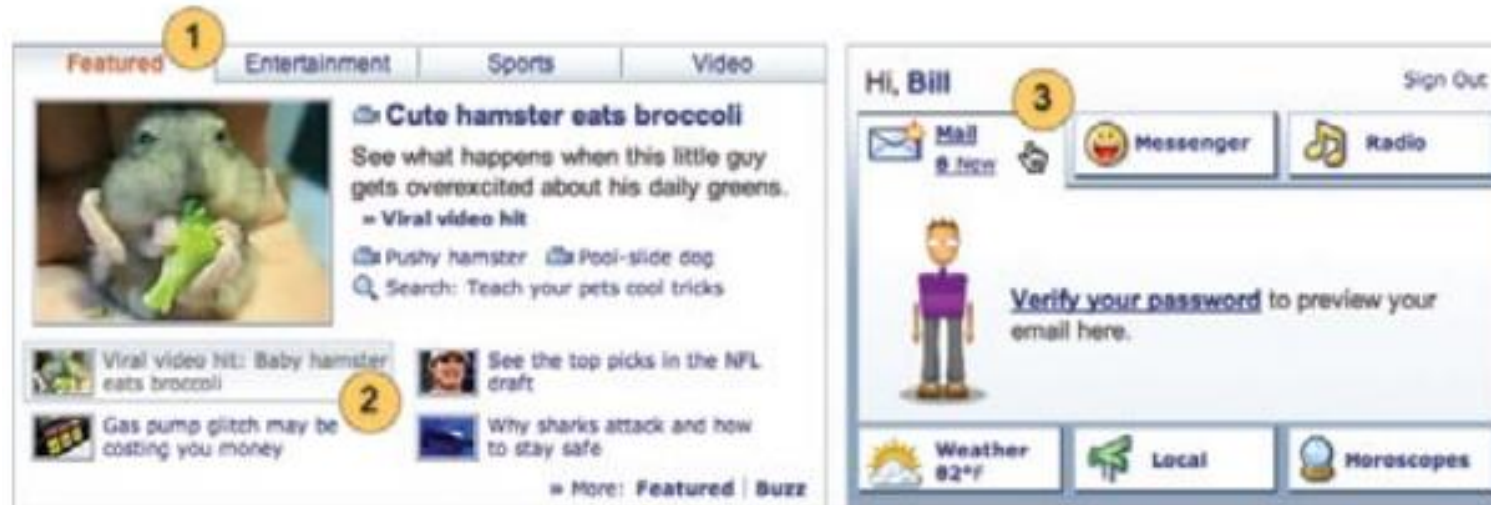 1
Featured Entertainment Sports Video
Cute hamster eats broccoli
See what happens when this little guy
gets overexcited about his daily greens.
» Viral video hit
Pushy hamster Pool-slide dog
Search: Teach your pets cool tricks
Viral video hit: Baby hamster
eats broccoli
2
See the top picks in the NFL
draft
Gas pump glitch may be
costing you money
Why sharks attack and how
to stay safe
» More: Featured | Buzz
Hi, Bill
Sign Out
3
Mail
6 New
Messenger
Radio
Verify your password to preview your
email here.
Weather
82°F
Local
Horoscopes